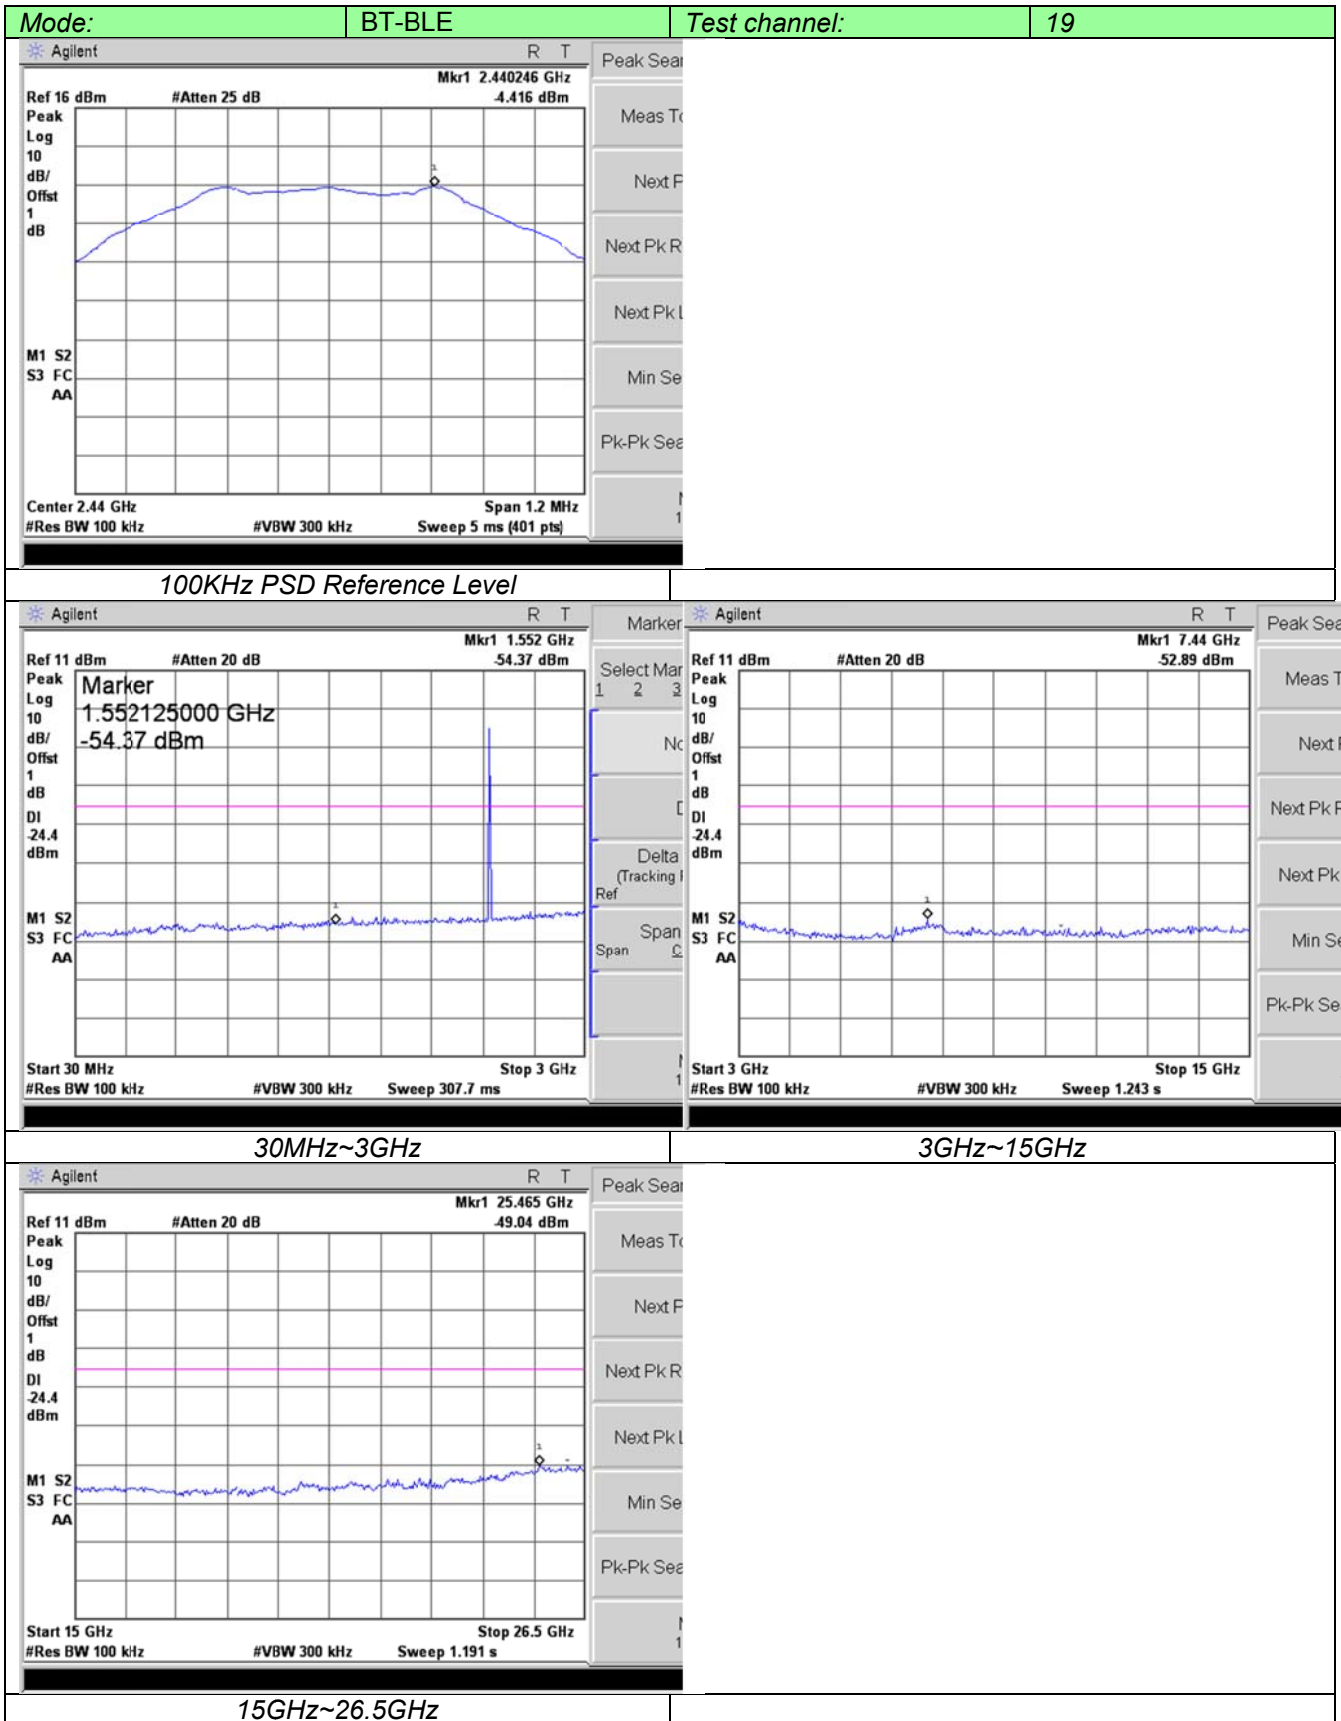 Mode: BT-BLE Test channel: 19
Agilent R T
Mkr1 2.440246 GHz
Ref 16 dBm #Atten 25 dB -4.416 dBm
Peak
Log
10
dB/
Offst
1
dB
1
M1 S2
S3 FC
AA
Center 2.44 GHz Span 1.2 MHz
#Res BW 100 kHz #VBW 300 kHz Sweep 5 ms (401 pts)
Peak Sear
Meas To
Next P
Next Pk R
Next Pk L
Min Se
Pk-Pk Sea
1
100KHz PSD Reference Level
Agilent R T
Mkr1 1.552 GHz
Ref 11 dBm #Atten 20 dB -54.37 dBm
Peak
Log
10
dB/
Offst
1
dB
DI
-24.4
dBm
Marker
1.552125000 GHz
-54.37 dBm
1
M1 S2
S3 FC
AA
Start 30 MHz Stop 3 GHz
#Res BW 100 kHz #VBW 300 kHz Sweep 307.7 ms
Marker
Select Mar
1 2 3
No
D
Delta
(Tracking
Ref
Span
Span C
1
Agilent R T
Mkr1 7.44 GHz
Ref 11 dBm #Atten 20 dB -52.89 dBm
Peak
Log
10
dB/
Offst
1
dB
DI
-24.4
dBm
1
M1 S2
S3 FC
AA
Start 3 GHz Stop 15 GHz
#Res BW 100 kHz #VBW 300 kHz Sweep 1.243 s
Peak Sea
Meas T
Next
Next Pk R
Next Pk
Min Se
Pk-Pk Se
30MHz~3GHz 3GHz~15GHz
Agilent R T
Mkr1 25.465 GHz
Ref 11 dBm #Atten 20 dB -49.04 dBm
Peak
Log
10
dB/
Offst
1
dB
DI
-24.4
dBm
1
M1 S2
S3 FC
AA
Start 15 GHz Stop 26.5 GHz
#Res BW 100 kHz #VBW 300 kHz Sweep 1.191 s
Peak Sear
Meas To
Next P
Next Pk R
Next Pk L
Min Se
Pk-Pk Sea
1
15GHz~26.5GHz